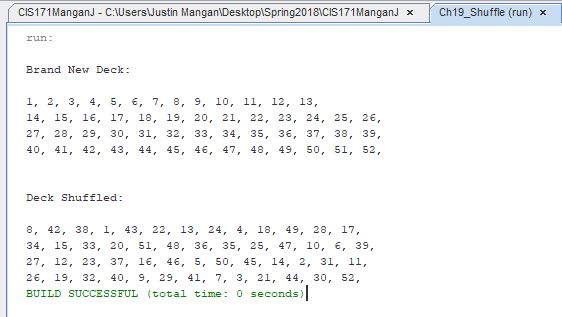 CIS171ManganJ - C:\Users\Justin Mangan\Desktop\Spring2018\CIS171ManganJ × Ch19_Shuffle (run) ×
run:
Brand New Deck:
1, 2, 3, 4, 5, 6, 7, 8, 9, 10, 11, 12, 13,
14, 15, 16, 17, 18, 19, 20, 21, 22, 23, 24, 25, 26,
27, 28, 29, 30, 31, 32, 33, 34, 35, 36, 37, 38, 39,
40, 41, 42, 43, 44, 45, 46, 47, 48, 49, 50, 51, 52,
Deck Shuffled:
8, 42, 38, 1, 43, 22, 13, 24, 4, 18, 49, 28, 17,
34, 15, 33, 20, 51, 48, 36, 35, 25, 47, 10, 6, 39,
27, 12, 23, 37, 16, 46, 5, 50, 45, 14, 2, 31, 11,
26, 19, 32, 40, 9, 29, 41, 7, 3, 21, 44, 30, 52,
BUILD SUCCESSFUL (total time: 0 seconds)